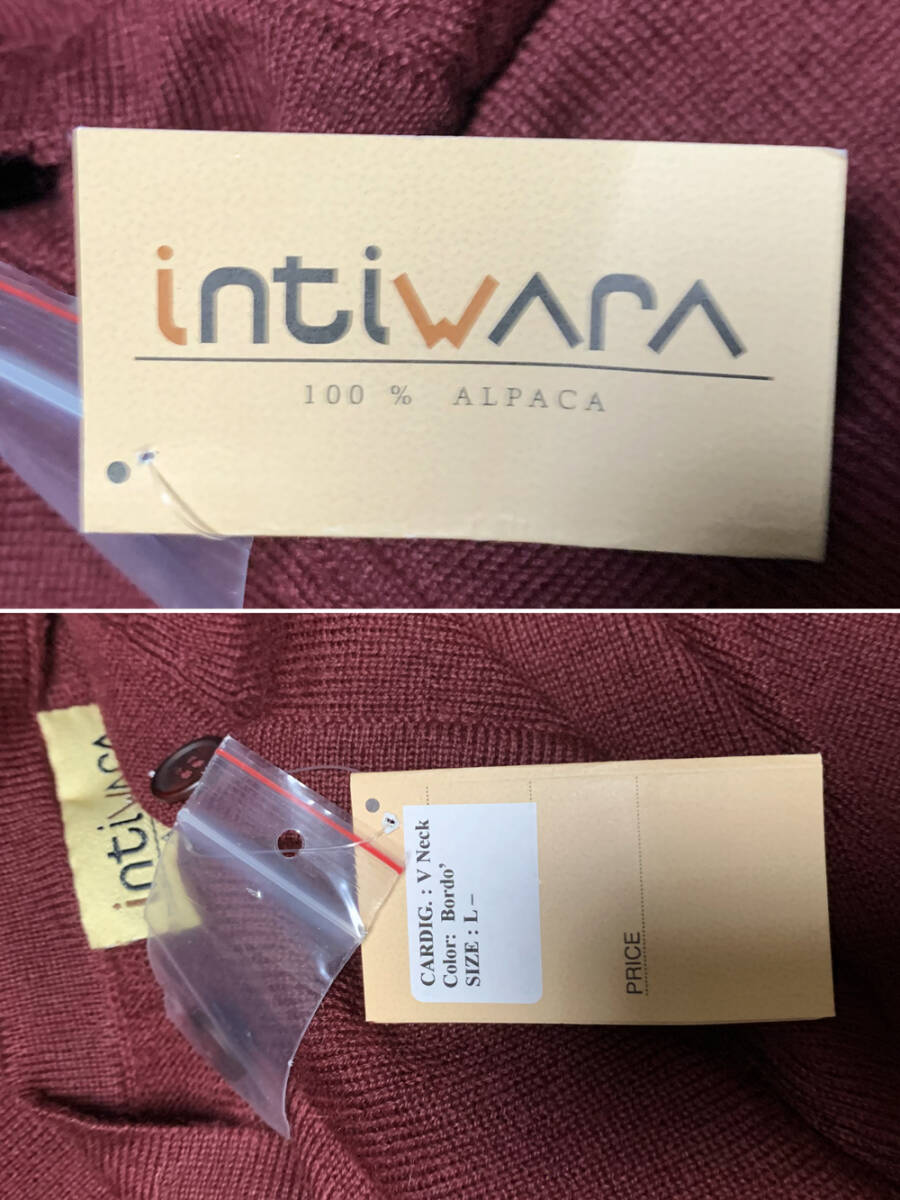 intiwara
100 % ALPACA
intiwara
CARDIG. : V Neck
Color: Bordo'
SIZE : L –
PRICE